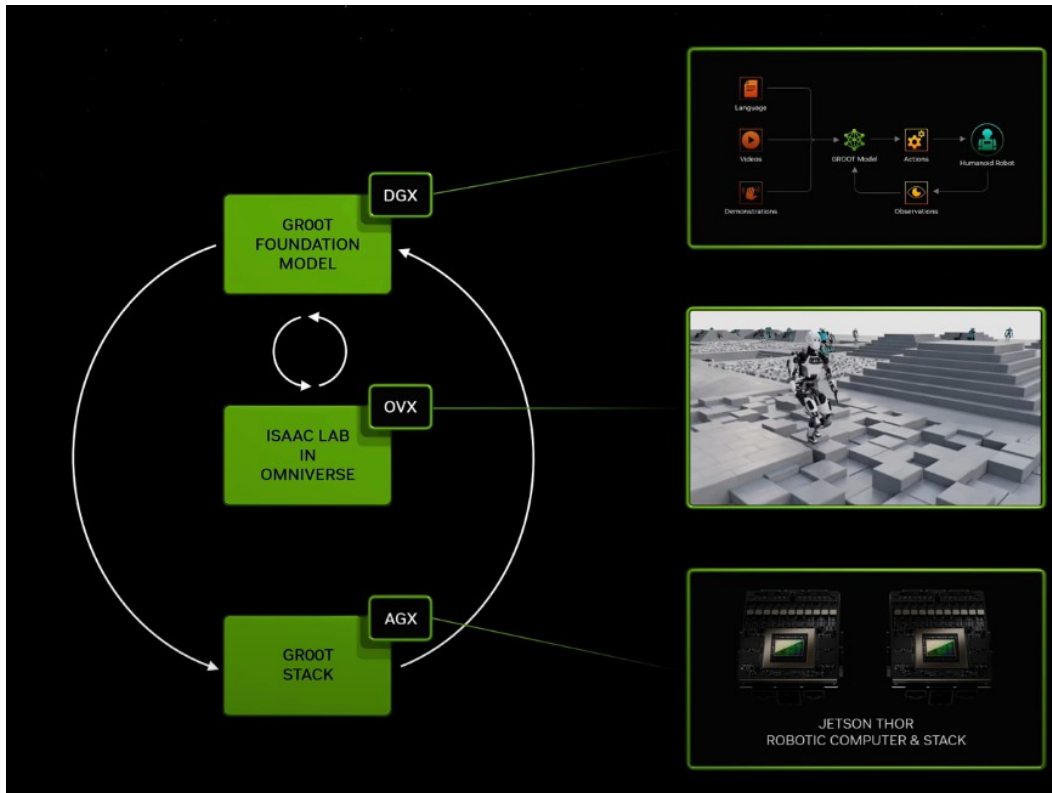 DGX
GR00T
FOUNDATION
MODEL
OVX
ISAAC LAB
IN
OMNIVERSE
AGX
GR00T
STACK
Language
Videos
GROOT Model
Actions
Humanoid Robot
Demonstrations
Observations
JETSON THOR
ROBOTIC COMPUTER & STACK